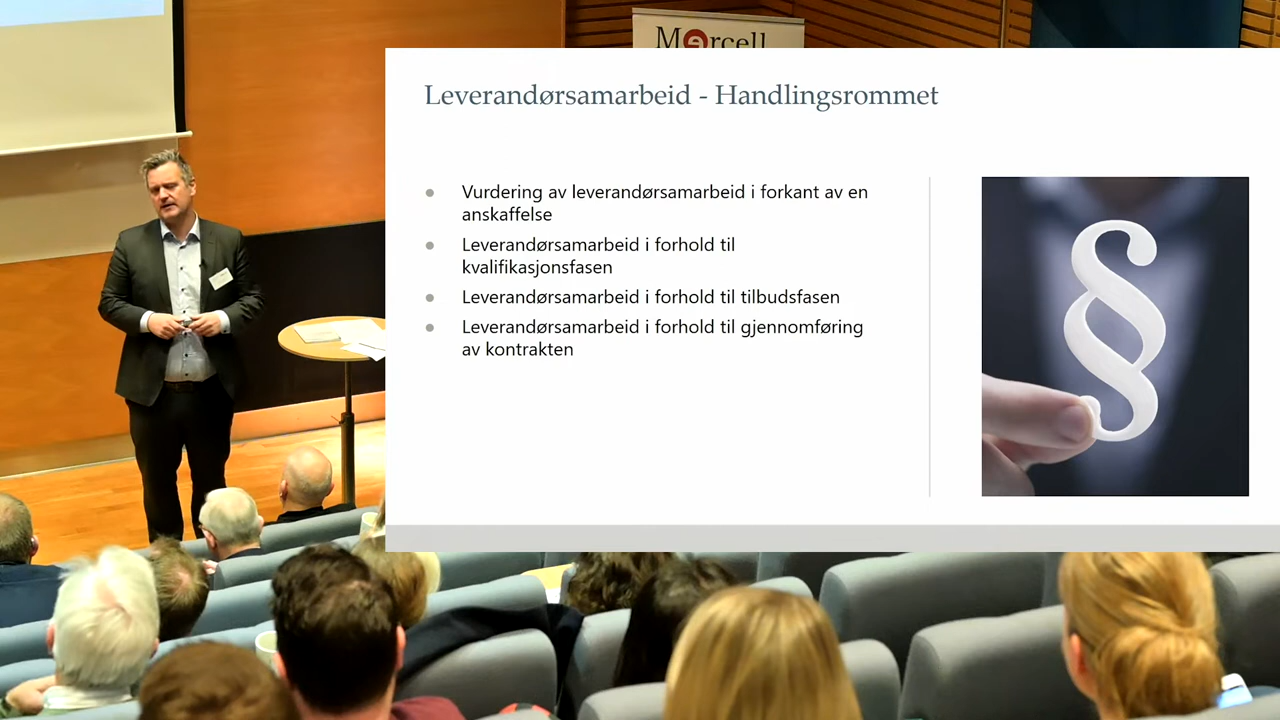 Mercell
Leverandørsamarbeid - Handlingsrommet
Vurdering av leverandørsamarbeid i forkant av en
anskaffelse
Leverandørsamarbeid i forhold til
kvalifikasjonsfasen
Leverandørsamarbeid i forhold til tilbudsfasen
Leverandørsamarbeid i forhold til gjennomføring
av kontrakten
§